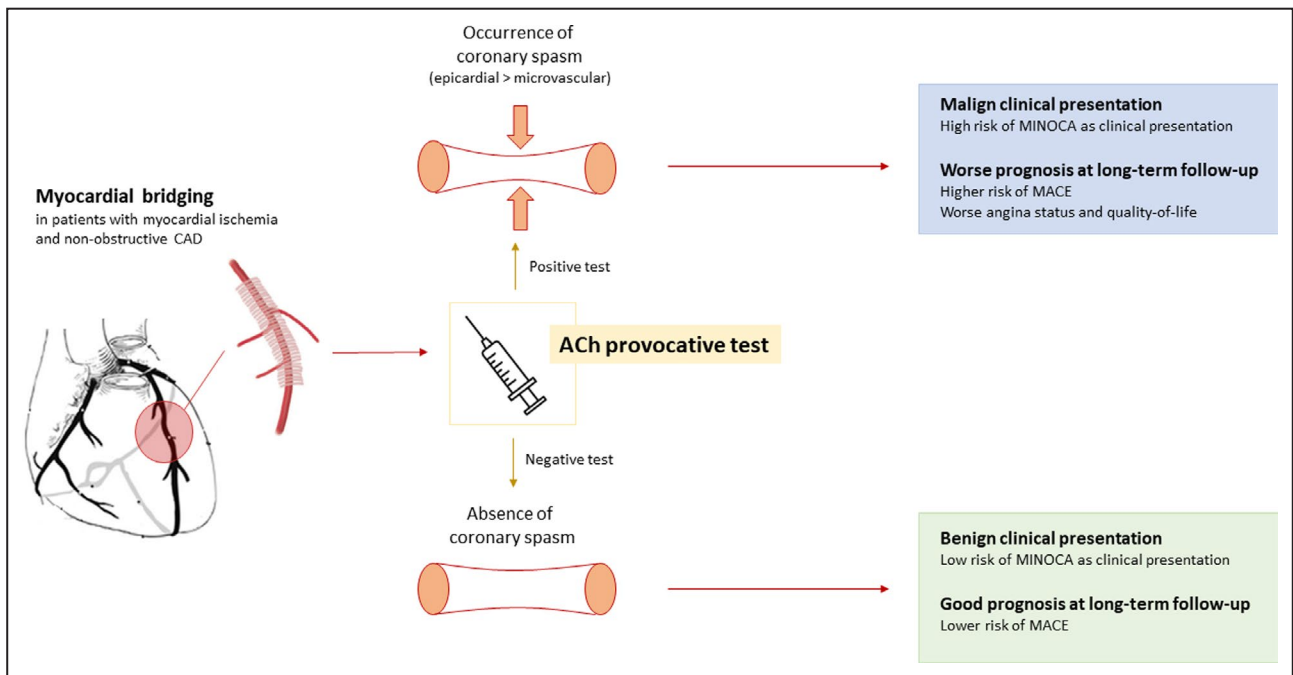 Occurrence of
coronary spasm
(epicardial > microvascular)
Myocardial bridging
in patients with myocardial ischemia
and non-obstructive CAD
Positive test
ACh provocative test
Negative test
Absence of
coronary spasm
Malign clinical presentation
High risk of MINOCA as clinical presentation
Worse prognosis at long-term follow-up
Higher risk of MACE
Worse angina status and quality-of-life
Benign clinical presentation
Low risk of MINOCA as clinical presentation
Good prognosis at long-term follow-up
Lower risk of MACE